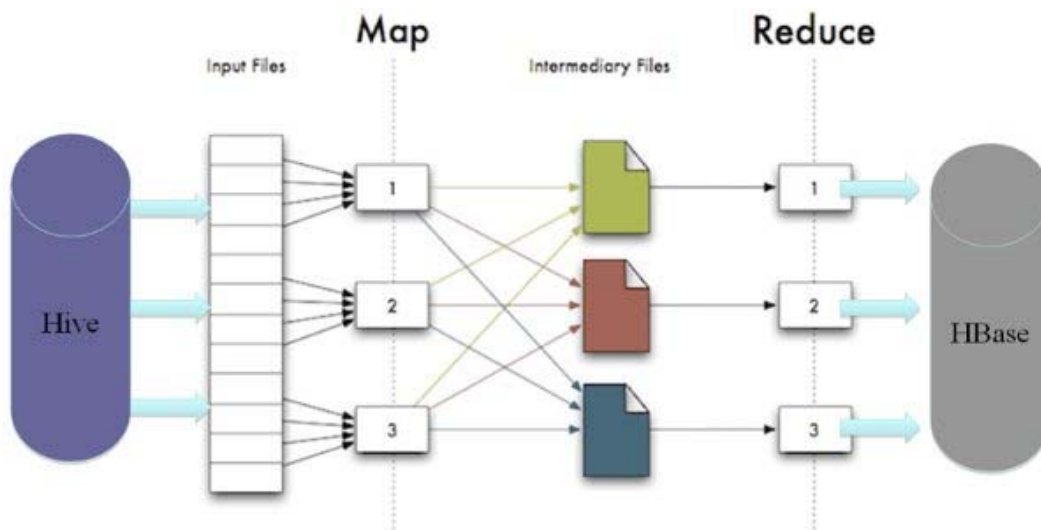 Map
Reduce
Input Files
Intermediary Files
1
1
Hive
2
2
HBase
3
3